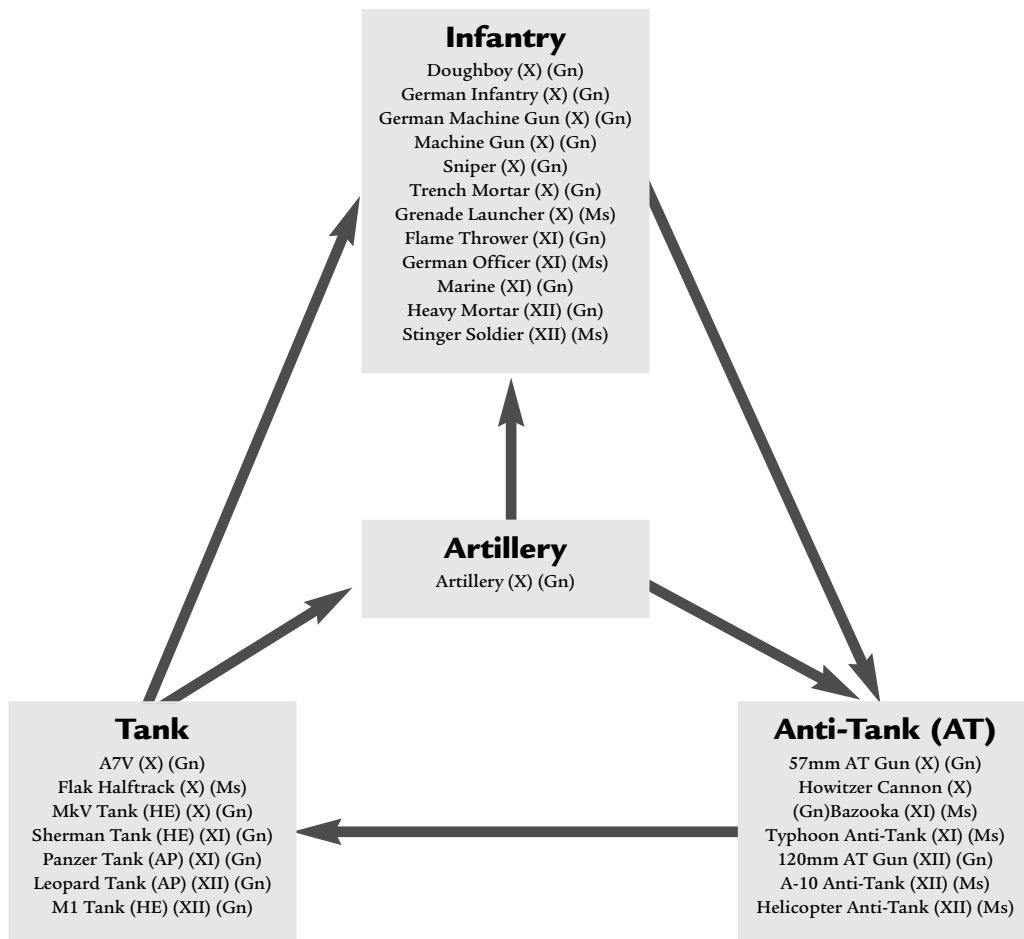 Infantry
Doughboy (X) (Gn)
German Infantry (X) (Gn)
German Machine Gun (X) (Gn)
Machine Gun (X) (Gn)
Sniper (X) (Gn)
Trench Mortar (X) (Gn)
Grenade Launcher (X) (Ms)
Flame Thrower (XI) (Gn)
German Officer (XI) (Ms)
Marine (XI) (Gn)
Heavy Mortar (XII) (Gn)
Stinger Soldier (XII) (Ms)
Artillery
Artillery (X) (Gn)
Tank
A7V (X) (Gn)
Flak Halftrack (X) (Ms)
MkV Tank (HE) (X) (Gn)
Sherman Tank (HE) (XI) (Gn)
Panzer Tank (AP) (XI) (Gn)
Leopard Tank (AP) (XII) (Gn)
M1 Tank (HE) (XII) (Gn)
Anti-Tank (AT)
57mm AT Gun (X) (Gn)
Howitzer Cannon (X)
(Gn)Bazooka (XI) (Ms)
Typhoon Anti-Tank (XI) (Ms)
120mm AT Gun (XII) (Gn)
A-10 Anti-Tank (XII) (Ms)
Helicopter Anti-Tank (XII) (Ms)